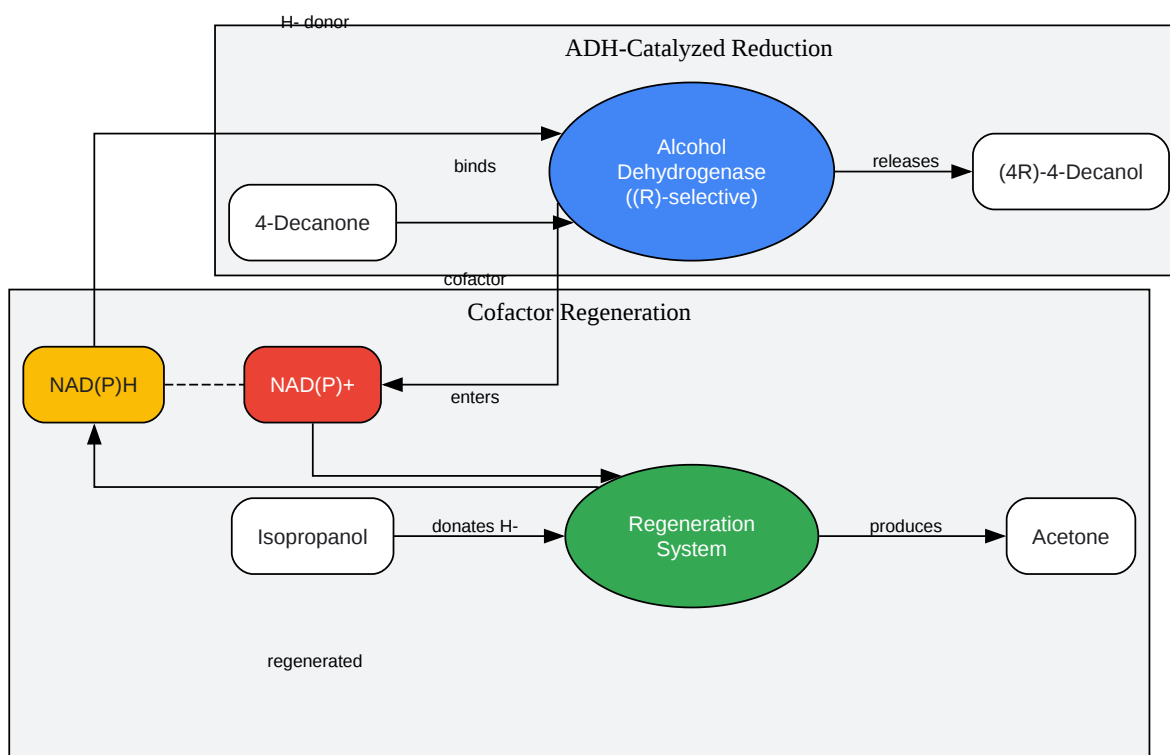 H- donor
ADH-Catalyzed Reduction
Alcohol
Dehydrogenase
((R)-selective)
releases
(4R)-4-Decanol
binds
4-Decanone
cofactor
Cofactor Regeneration
NAD(P)H
NAD(P)+
enters
Isopropanol
donates H-
Regeneration
System
produces
Acetone
regenerated